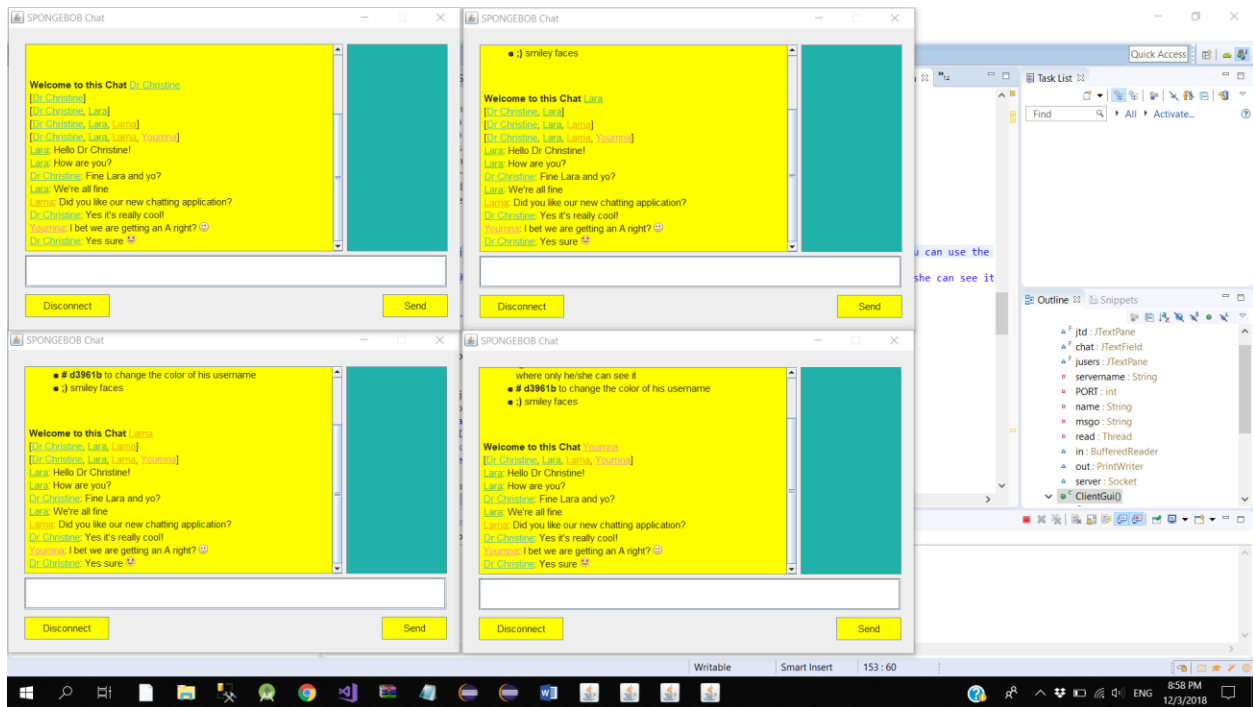 SPONGEBOB Chat
Welcome to this Chat Dr Christine
[Dr Christine]
[Dr Christine, Lara]
[Dr Christine, Lara, Lama]
[Dr Christine, Lara, Lama, Youmna]
Lara: Hello Dr Christine!
Lara: How are you?
Dr Christine: Fine Lara and yo?
Lara: We're all fine
Lama: Did you like our new chatting application?
Dr Christine: Yes it's really cool!
Youmna: I bet we are getting an A right?
Dr Christine: Yes sure
Disconnect
Send
SPONGEBOB Chat
;) smiley faces
Welcome to this Chat Lara
[Dr Christine, Lara]
[Dr Christine, Lara, Lama]
[Dr Christine, Lara, Lama, Youmna]
Lara: Hello Dr Christine!
Lara: How are you?
Dr Christine: Fine Lara and yo?
Lara: We're all fine
Lama: Did you like our new chatting application?
Dr Christine: Yes it's really cool!
Youmna: I bet we are getting an A right?
Dr Christine: Yes sure
Disconnect
Send
SPONGEBOB Chat
# d3961b to change the color of his username
;) smiley faces
Welcome to this Chat Lama
[Dr Christine, Lara, Lama]
[Dr Christine, Lara, Lama, Youmna]
Lara: Hello Dr Christine!
Lara: How are you?
Dr Christine: Fine Lara and yo?
Lara: We're all fine
Lama: Did you like our new chatting application?
Dr Christine: Yes it's really cool!
Youmna: I bet we are getting an A right?
Dr Christine: Yes sure
Disconnect
Send
SPONGEBOB Chat
where only he/she can see it
# d3961b to change the color of his username
;) smiley faces
Welcome to this Chat Youmna
[Dr Christine, Lara, Lama, Youmna]
Lara: Hello Dr Christine!
Lara: How are you?
Dr Christine: Fine Lara and yo?
Lara: We're all fine
Lama: Did you like our new chatting application?
Dr Christine: Yes it's really cool!
Youmna: I bet we are getting an A right?
Dr Christine: Yes sure
Disconnect
Send
Quick Access
can use the
she can see it
Task List
Find
All
Activate...
Outline
Snippets
jtd : JTextPane
chat : JTextField
jusers : JTextPane
servername : String
PORT : int
name : String
msgo : String
read : Thread
in : BufferedReader
out : PrintWriter
server : Socket
ClientGui()
Writable
Smart Insert
153 : 60
ENG
8:58 PM
12/3/2018